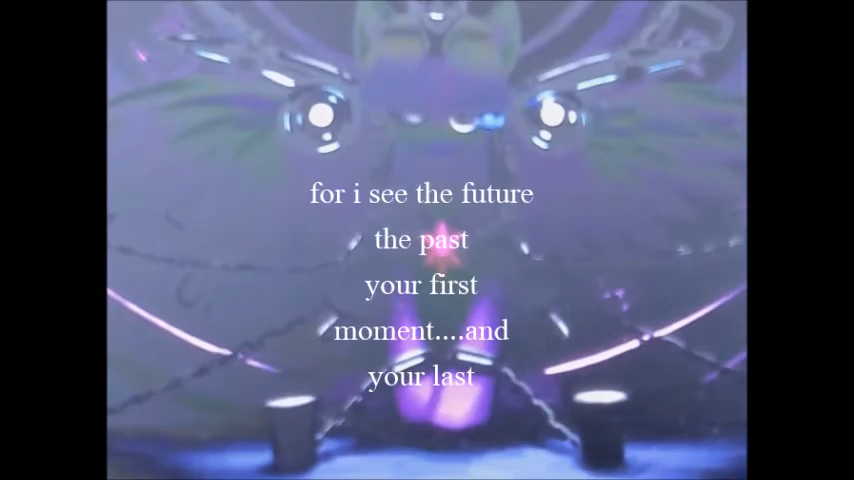 for i see the future
the past
your first
moment....and
your last